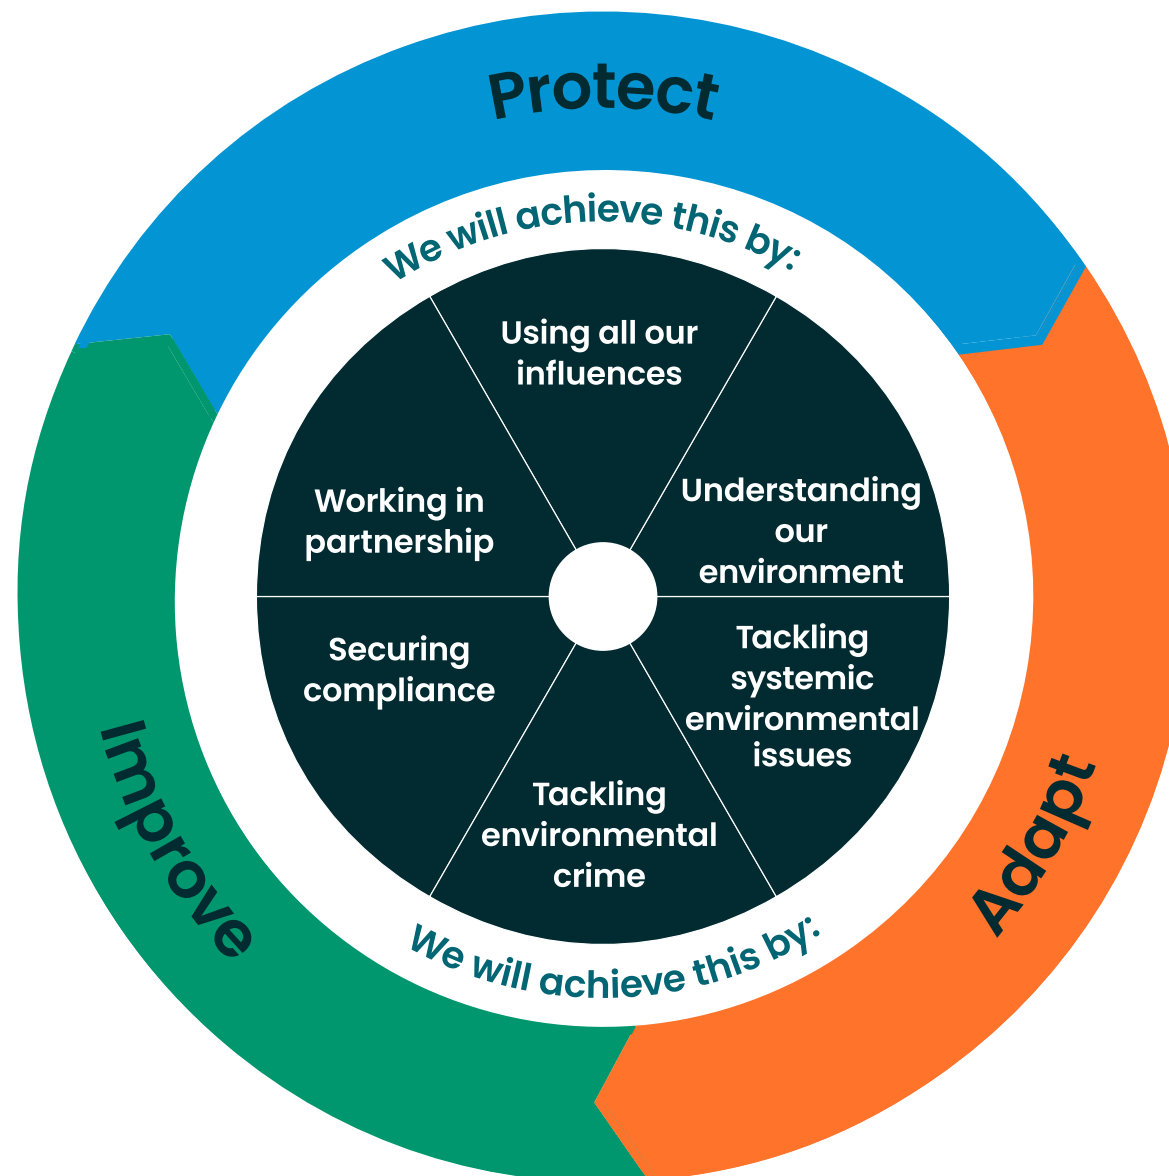 Protect
We will achieve this by:
Using all our
influences
Understanding
our
environment
Tackling
systemic
environmental
issues
Tackling
environmental
crime
Securing
compliance
Working in
partnership
We will achieve this by:
Adapt
Improve